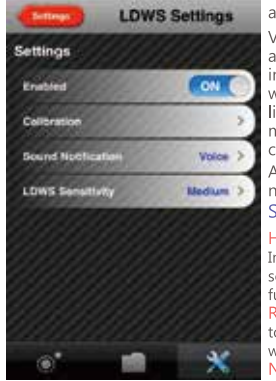 Settings
LDWS Settings
Settings
Enabled
ON
Calibration
Sound Notification
Voice
LDWS Sensitivity
Medium